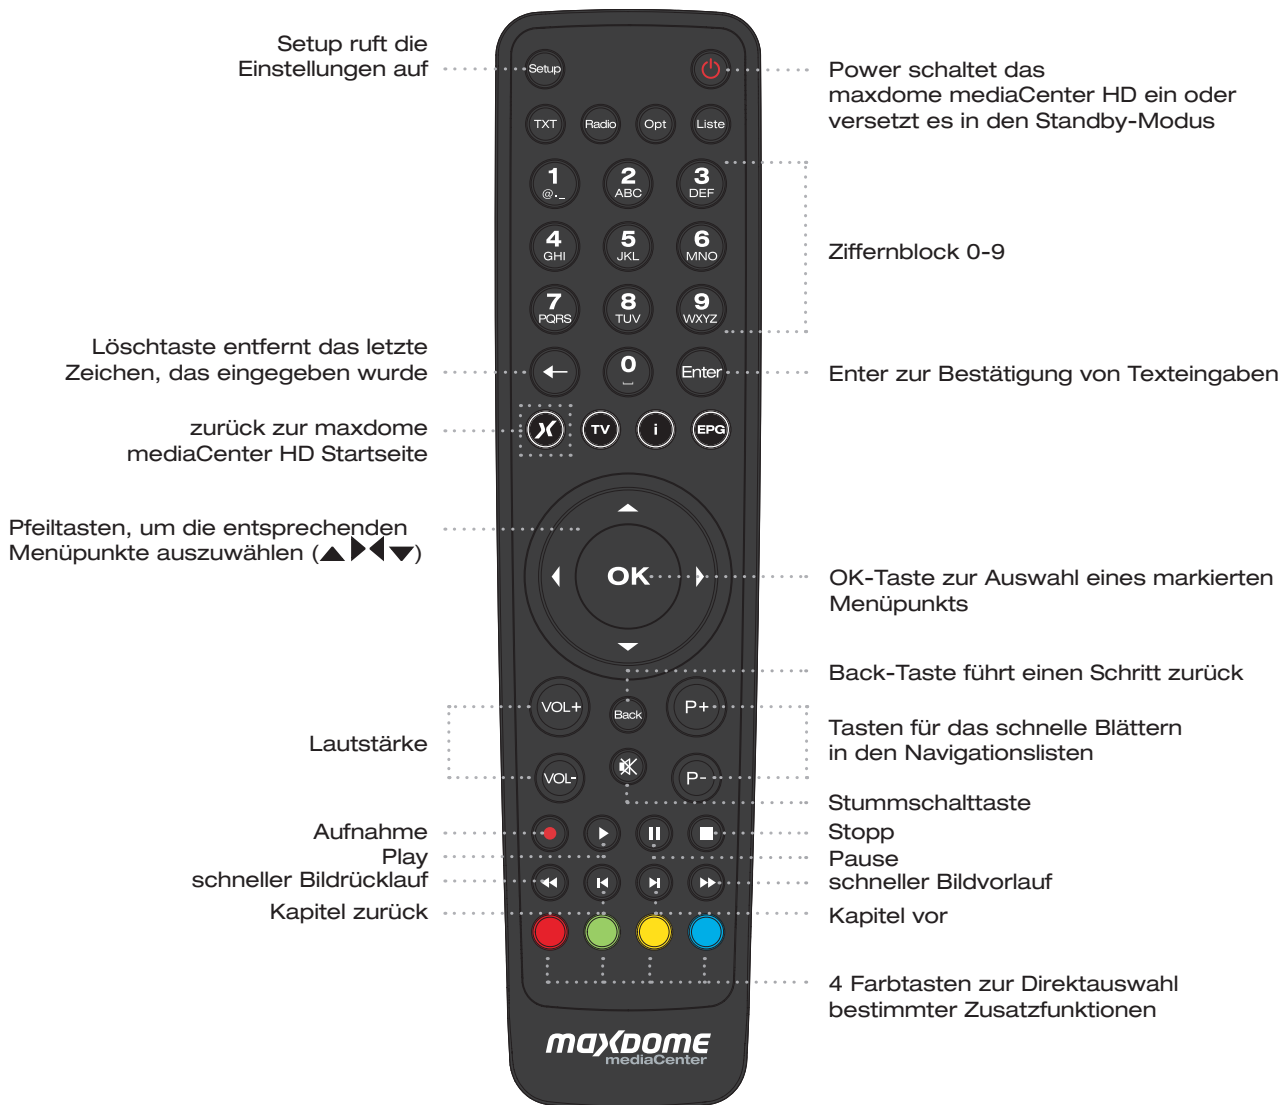 Setup ruft die
Einstellungen auf
Setup
Power schaltet das
maxdome mediaCenter HD ein oder
versetzt es in den Standby-Modus
TXT Radio Opt Liste
1 2 3
@._ ABC DEF
4 5 6
GHI JKL MNO
Ziffernblock 0-9
7 8 9
PQRS TUV WXYZ
Löschtaste entfernt das letzte
Zeichen, das eingegeben wurde
0 Enter
Enter zur Bestätigung von Texteingaben
zurück zur maxdome
mediaCenter HD Startseite
TV i EPG
Pfeiltasten, um die entsprechenden
Menüpunkte auszuwählen (▲▶◀▼)
OK
OK-Taste zur Auswahl eines markierten
Menüpunkts
Back-Taste führt einen Schritt zurück
VOL+ Back P+
Lautstärke
Tasten für das schnelle Blättern
in den Navigationslisten
VOL- P-
Stummschalttaste
Aufnahme
Stopp
Play
Pause
schneller Bildrücklauf
schneller Bildvorlauf
Kapitel zurück
Kapitel vor
4 Farbtasten zur Direktauswahl
bestimmter Zusatzfunktionen
maxdome
mediaCenter